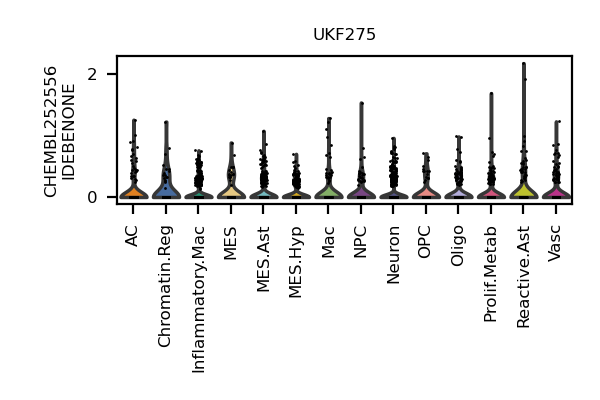 UKF275
CHEMBL252556
IDEBENONE
2
0
AC
Chromatin.Reg
Inflammatory.Mac
MES
MES.Ast
MES.Hyp
Mac
NPC
Neuron
OPC
Oligo
Prolif.Metab
Reactive.Ast
Vasc